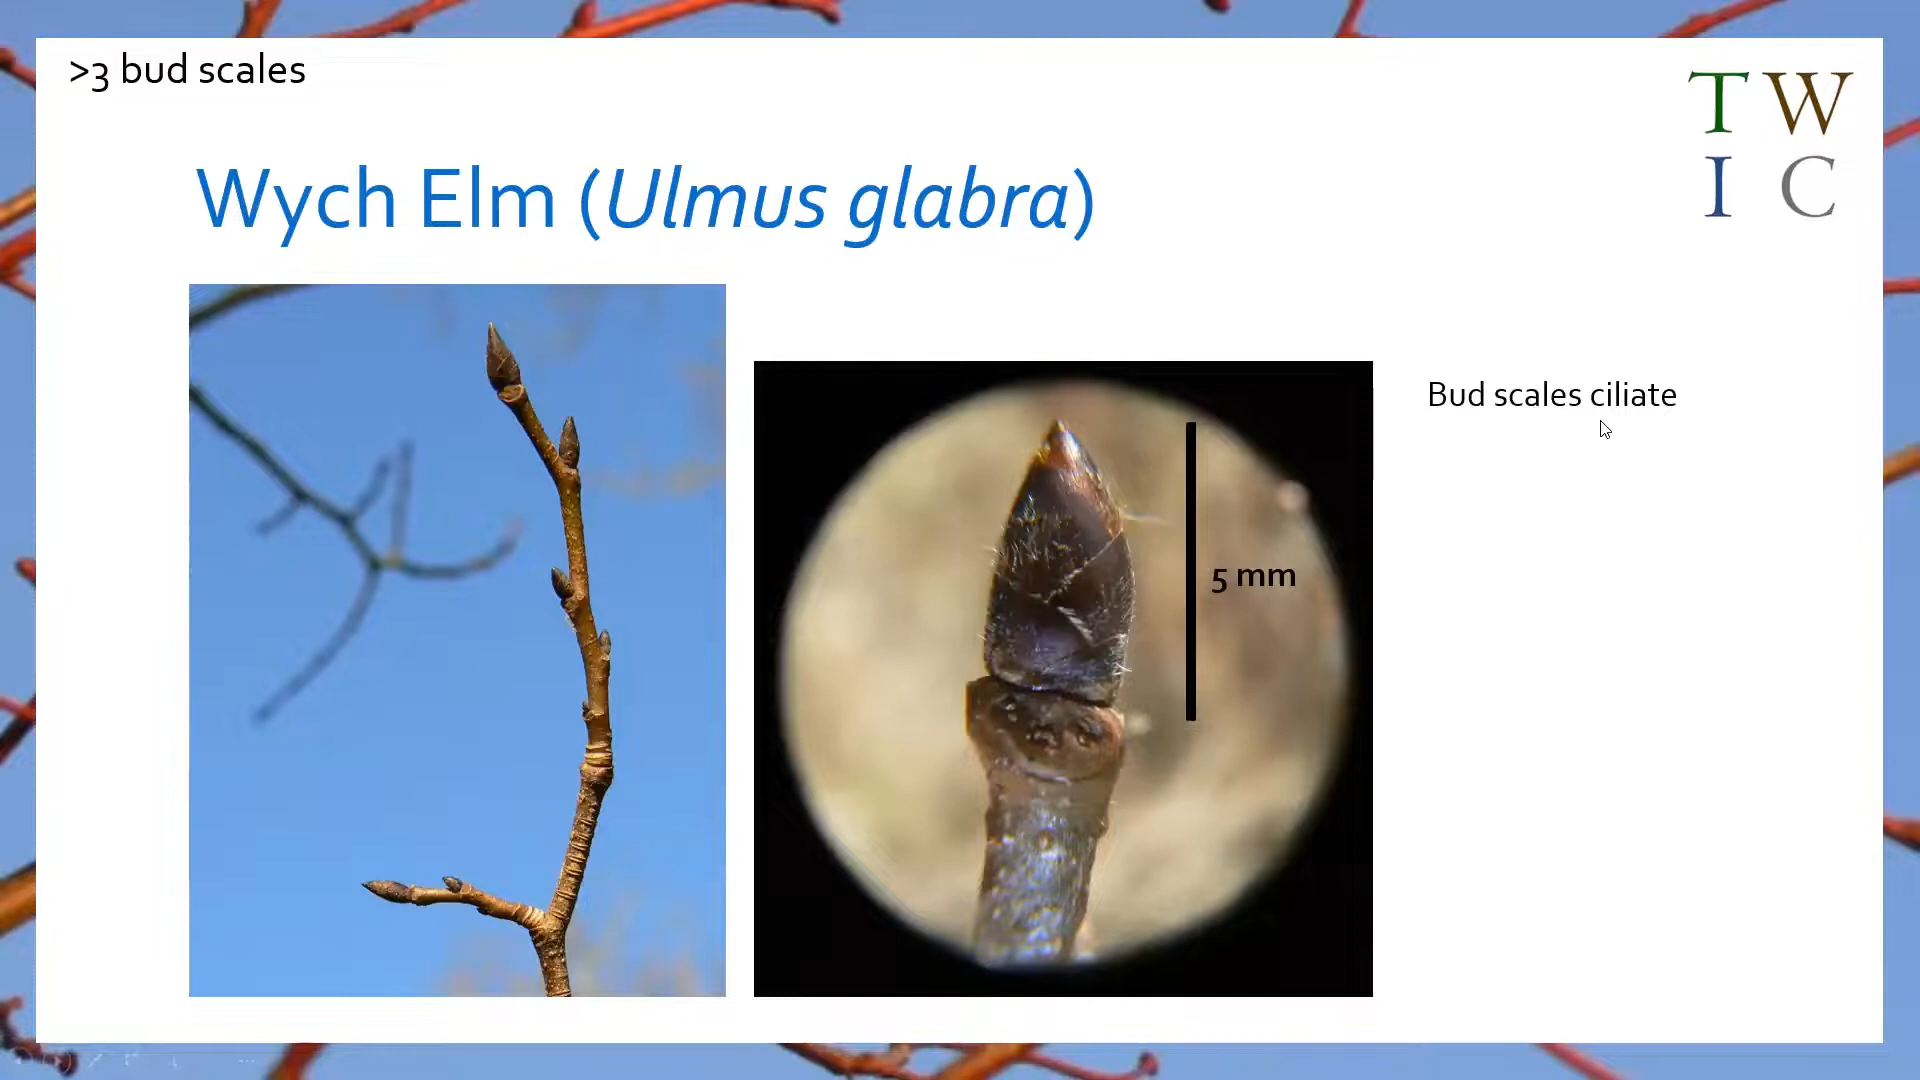 >3 bud scales
T W
I C
Wych Elm (Ulmus glabra)
Bud scales ciliate
5 mm